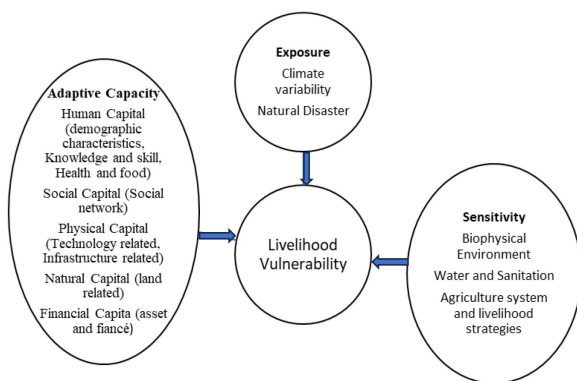 Exposure
Climate
variability
Natural Disaster
Adaptive Capacity
Human Capital
(demographic
characteristics,
Knowledge and skill,
Health and food)
Social Capital (Social
network)
Physical Capital
(Technology related,
Infrastructure related)
Natural Capital (land
related)
Financial Capita (asset
and fiancé)
Livelihood
Vulnerability
Sensitivity
Biophysical
Environment
Water and Sanitation
Agriculture system
and livelihood
strategies